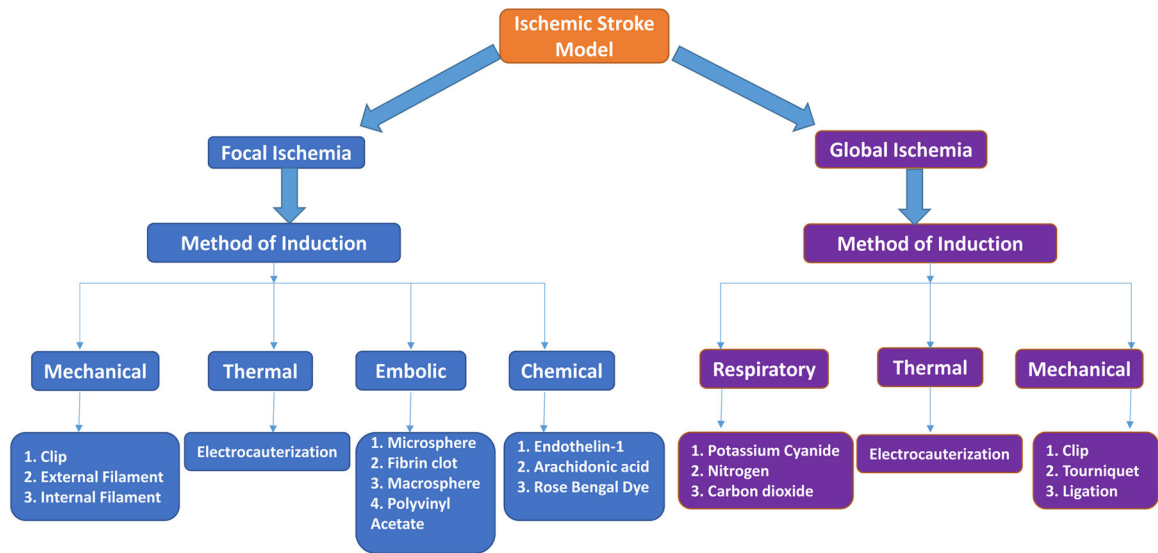 Ischemic Stroke
Model
Focal Ischemia
Global Ischemia
Method of Induction
Method of Induction
Mechanical
Thermal
Embolic
Chemical
Respiratory
Thermal
Mechanical
1. Clip
2. External Filament
3. Internal Filament
Electrocauterization
1. Microsphere
2. Fibrin clot
3. Macrosphere
4. Polyvinyl
Acetate
1. Endothelin-1
2. Arachidonic acid
3. Rose Bengal Dye
1. Potassium Cyanide
2. Nitrogen
3. Carbon dioxide
Electrocauterization
1. Clip
2. Tourniquet
3. Ligation